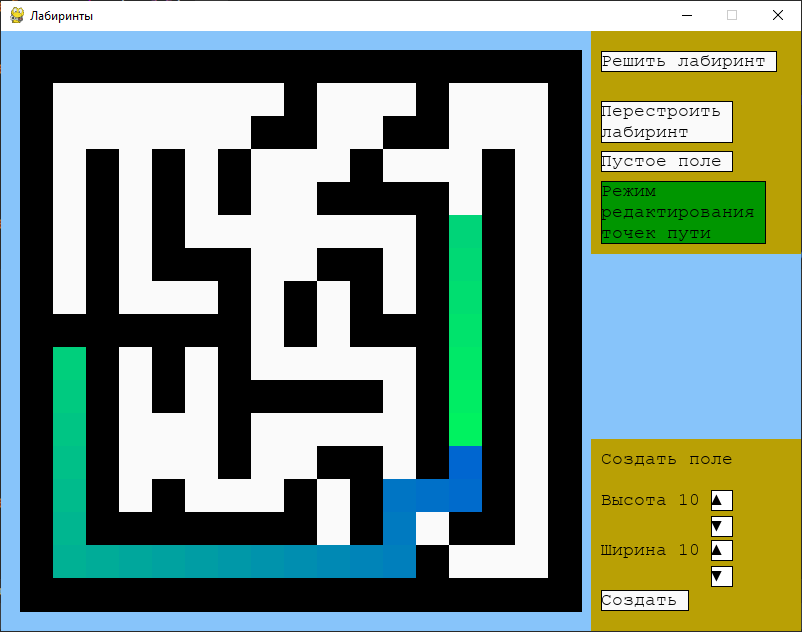 Лабиринты
Решить лабиринт
Перестроить
лабиринт
Пустое поле
Режим
редактирования
точек пути
Создать поле
Высота 10 ▲
▼
Ширина 10 ▲
▼
Создать